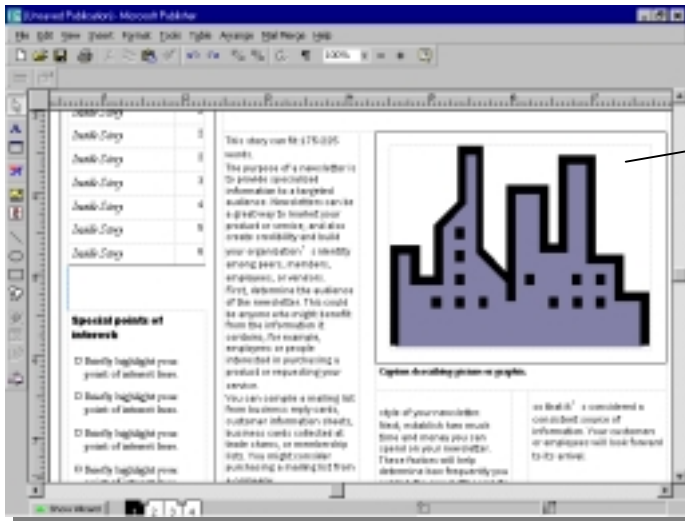 [Unsaved Publication] - Microsoft Publisher
File Edit View Insert Format Tools Table Arrange Mail Merge Help
100%
Inside Story
Inside Story
Inside Story
Inside Story
Inside Story
Inside Story
Special points of
interest:
Briefly highlight your
point of interest here.
Briefly highlight your
point of interest here.
Briefly highlight your
point of interest here.
Briefly highlight your
This story can fit 175-225
words.
The purpose of a newsletter is
to provide specialized
information to a targeted
audience. Newsletters can be
a great way to market your
product or service, and also
create credibility and build
your organization's identity
among peers, members,
employees, or vendors.
First, determine the audience
of the newsletter. This could
be anyone who might benefit
from the information it
contains, for example,
employees or people
interested in purchasing a
product or requesting your
service.
You can compile a mailing list
from business reply cards,
customer information sheets,
business cards collected at
trade shows, or membership
lists. You might consider
purchasing a mailing list from
a company.
Caption describing picture or graphic.
style of your newsletter.
Next, establish how much
time and money you can
spend on your newsletter.
These factors will help
determine how frequently you
so that it's considered a
consistent source of
information. Your customers
or employees will look forward
to its arrival.
Show Wizard
1 2 3 4